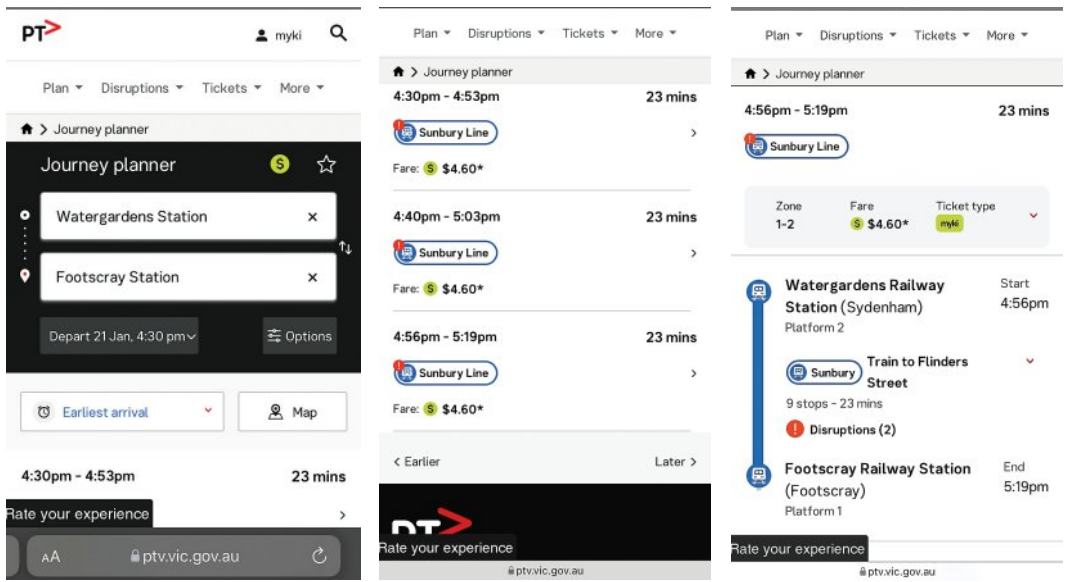 PT>
myki
Plan Disruptions Tickets More
> Journey planner
Journey planner S
Watergardens Station ×
Footscray Station ×
Depart 21 Jan, 4:30 pm Options
Earliest arrival Map
4:30pm - 4:53pm 23 mins
Rate your experience >
AA ptv.vic.gov.au
Plan Disruptions Tickets More
> Journey planner
4:30pm - 4:53pm 23 mins
Sunbury Line >
Fare: S $4.60*
4:40pm - 5:03pm 23 mins
Sunbury Line >
Fare: S $4.60*
4:56pm - 5:19pm 23 mins
Sunbury Line >
Fare: S $4.60*
< Earlier Later >
PT>
Rate your experience
ptv.vic.gov.au
Plan Disruptions Tickets More
> Journey planner
4:56pm - 5:19pm 23 mins
Sunbury Line
Zone Fare Ticket type
1-2 S $4.60* myki
Watergardens Railway Start
Station (Sydenham) 4:56pm
Platform 2
Sunbury Train to Flinders
Street
9 stops - 23 mins
! Disruptions (2)
Footscray Railway Station End
(Footscray) 5:19pm
Platform 1
Rate your experience
ptv.vic.gov.au